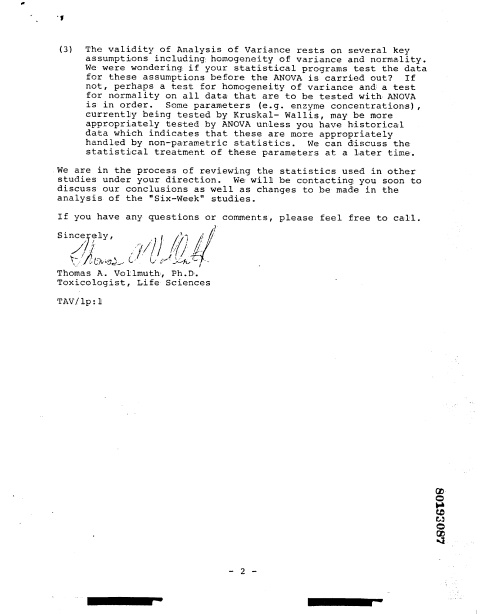 (3) The validity of Analysis of Variance rests on several key
assumptions including homogeneity of variance and normality.
We were wondering if your statistical programs test the data
for these assumptions before the ANOVA is carried out? If
not, perhaps a test for homogeneity of variance and a test
for normality on all data that are to be tested with ANOVA
is in order. Some parameters (e.g. enzyme concentrations),
currently being tested by Kruskal- Wallis, may be more
appropriately tested by ANOVA unless you have historical
data which indicates that these are more appropriately
handled by non-parametric statistics. We can discuss the
statistical treatment of these parameters at a later time.
We are in the process of reviewing the statistics used in other
studies under your direction. We will be contacting you soon to
discuss our conclusions as well as changes to be made in the
analysis of the "Six-Week" studies.
If you have any questions or comments, please feel free to call.
Sincerely,
Thomas A Vollmuth
Thomas A. Vollmuth, Ph.D.
Toxicologist, Life Sciences
TAV/lp:1
80193087
- 2 -